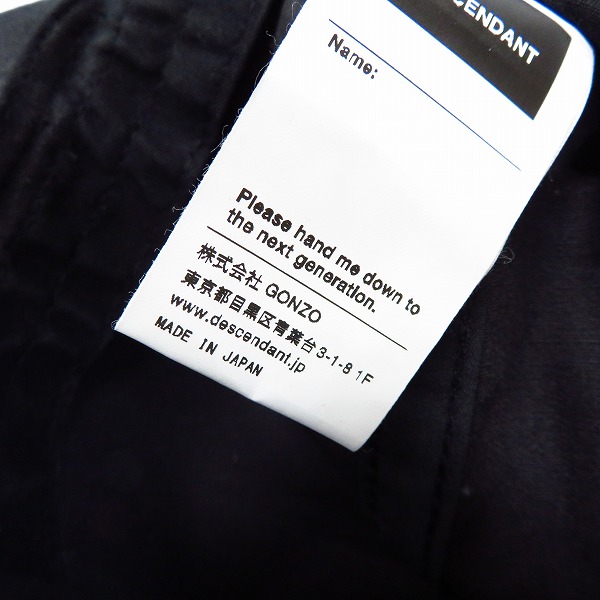 SCENDANT
Name:
Please hand me down to
the next generation.
株式会社 GONZO
東京都目黒区青葉台3-1-8 1F
www.descendant.jp
MADE IN JAPAN